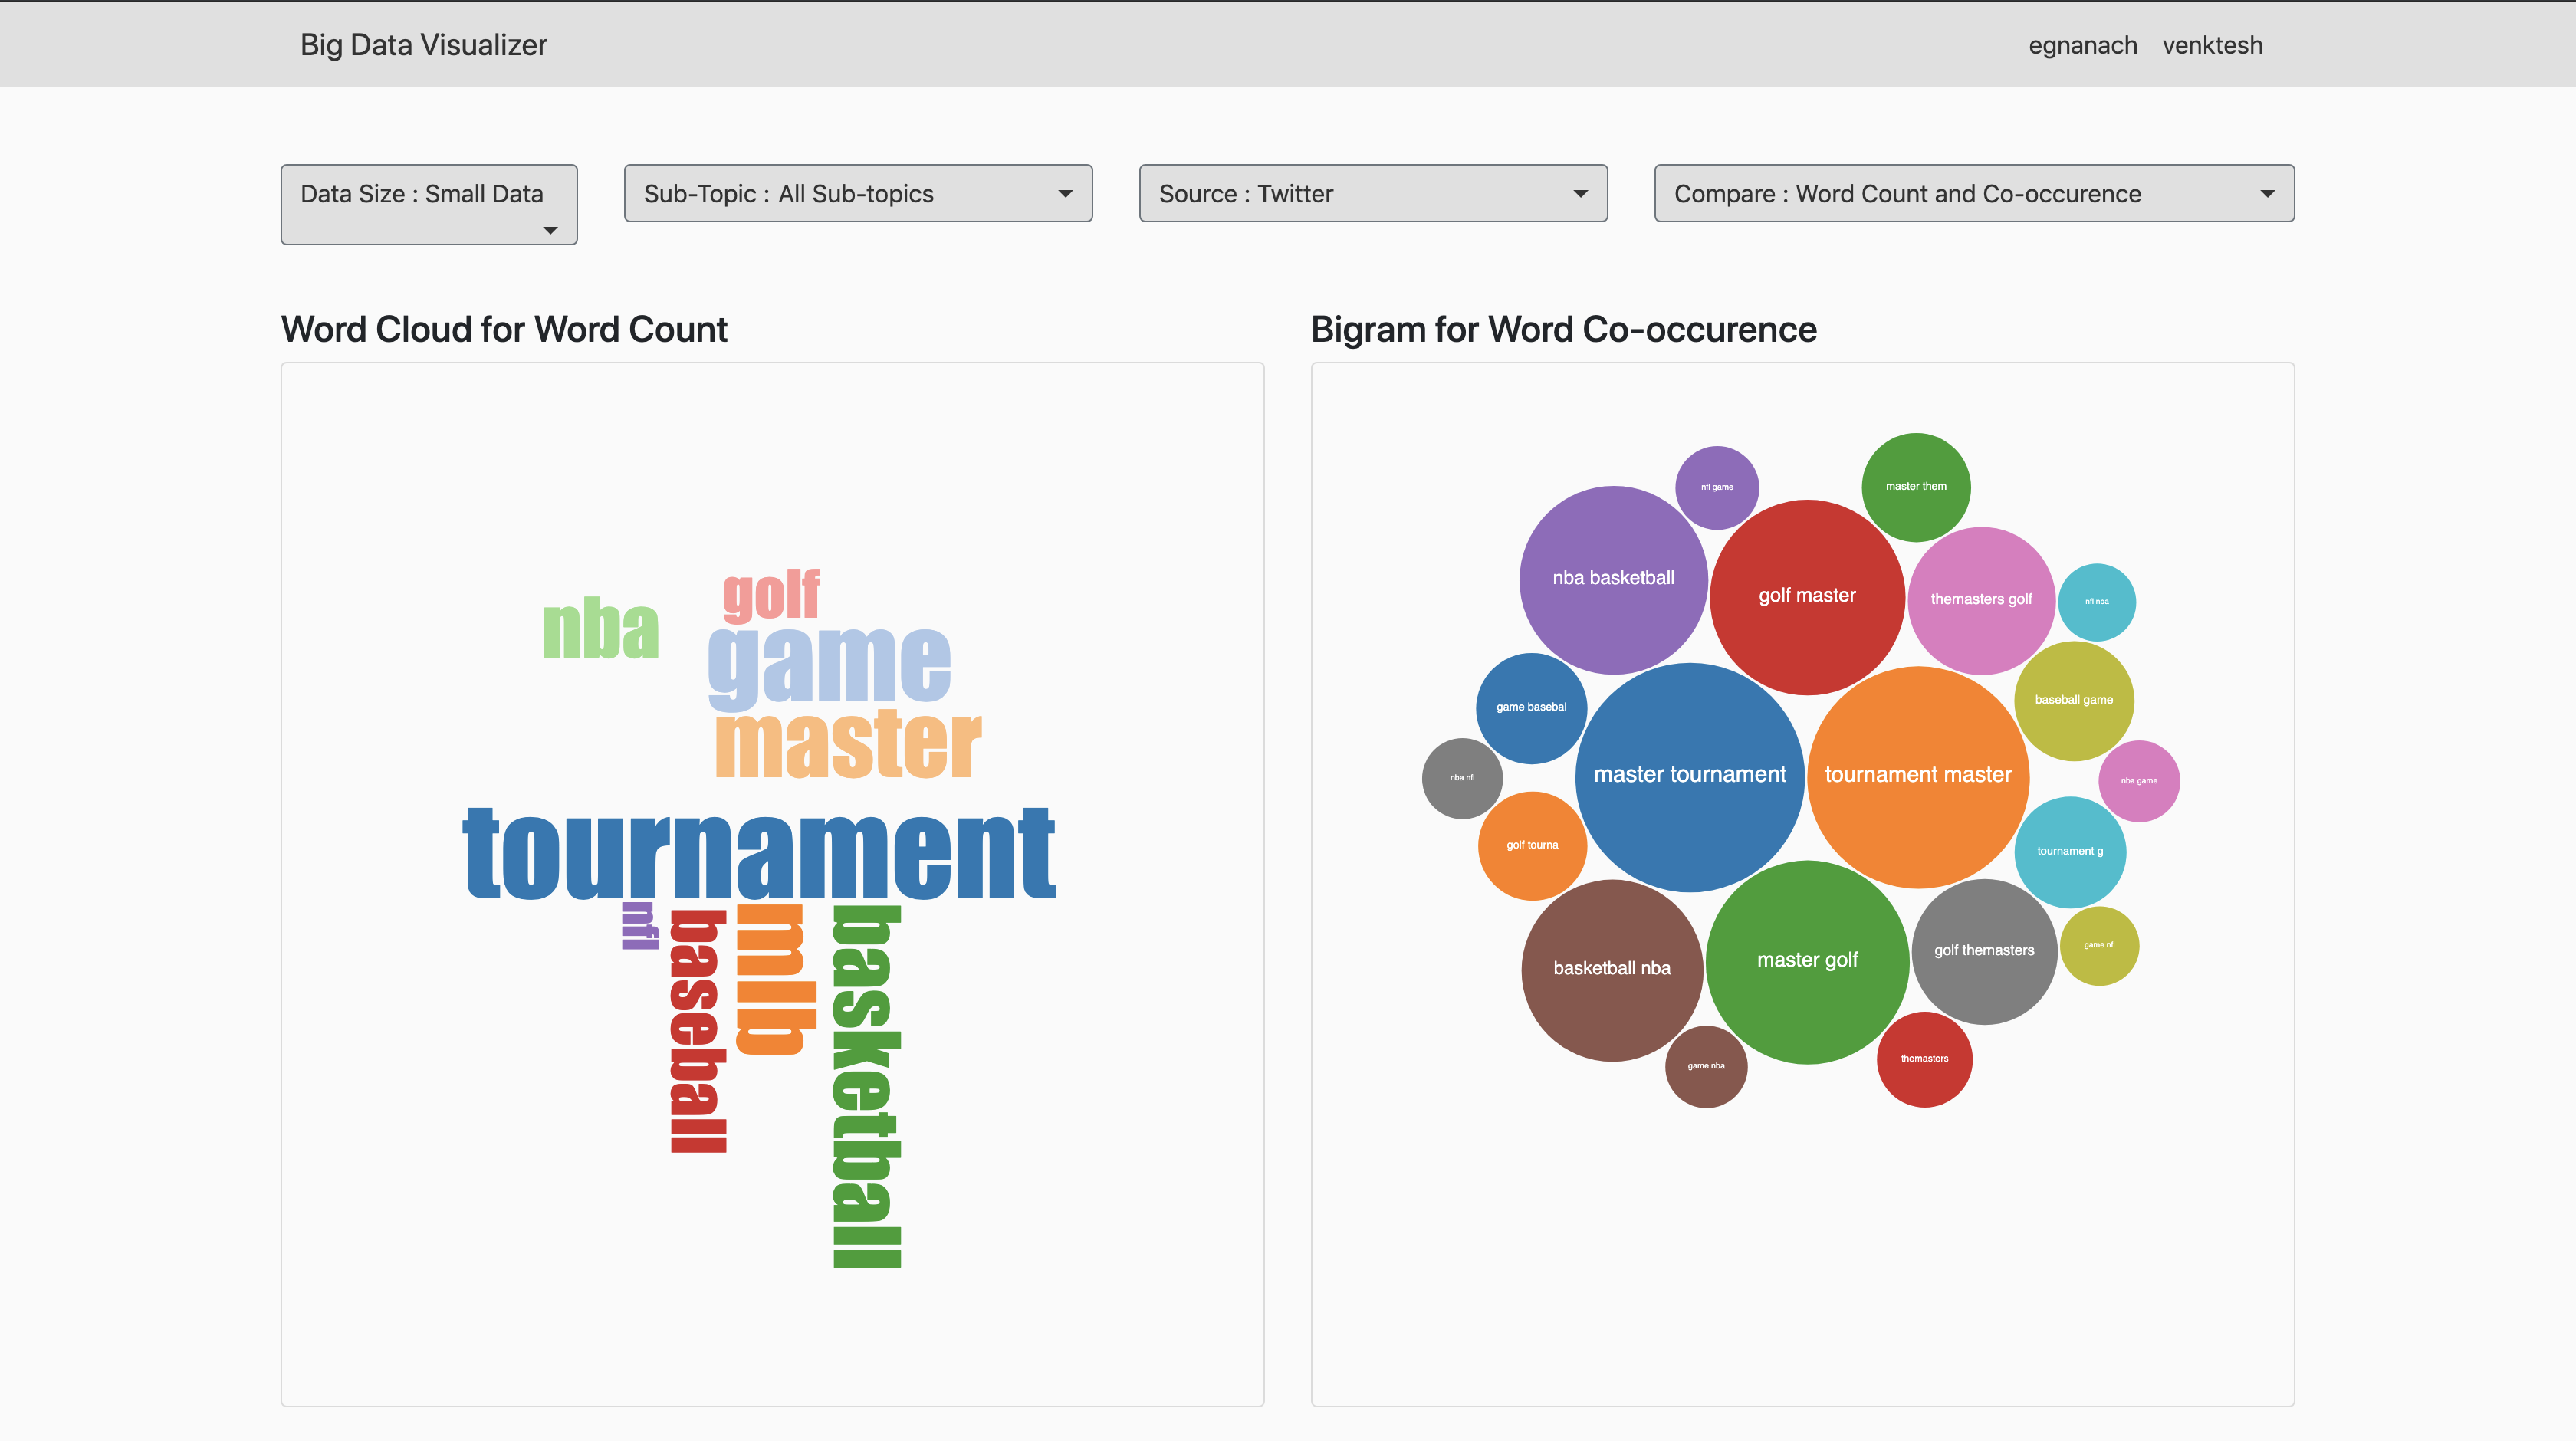 Big Data Visualizer
egnanach venktesh
Data Size : Small Data
Sub-Topic : All Sub-topics
Source : Twitter
Compare : Word Count and Co-occurence
Word Cloud for Word Count
nba
golf
game
master
tournament
nfl
baseball
mlb
basketball
Bigram for Word Co-occurence
nfl game
master them
nba basketball
golf master
themasters golf
nfl nba
game basebal
baseball game
master tournament
tournament master
nba nfl
nba game
golf tourna
tournament g
basketball nba
master golf
golf themasters
game nfl
game nba
themasters